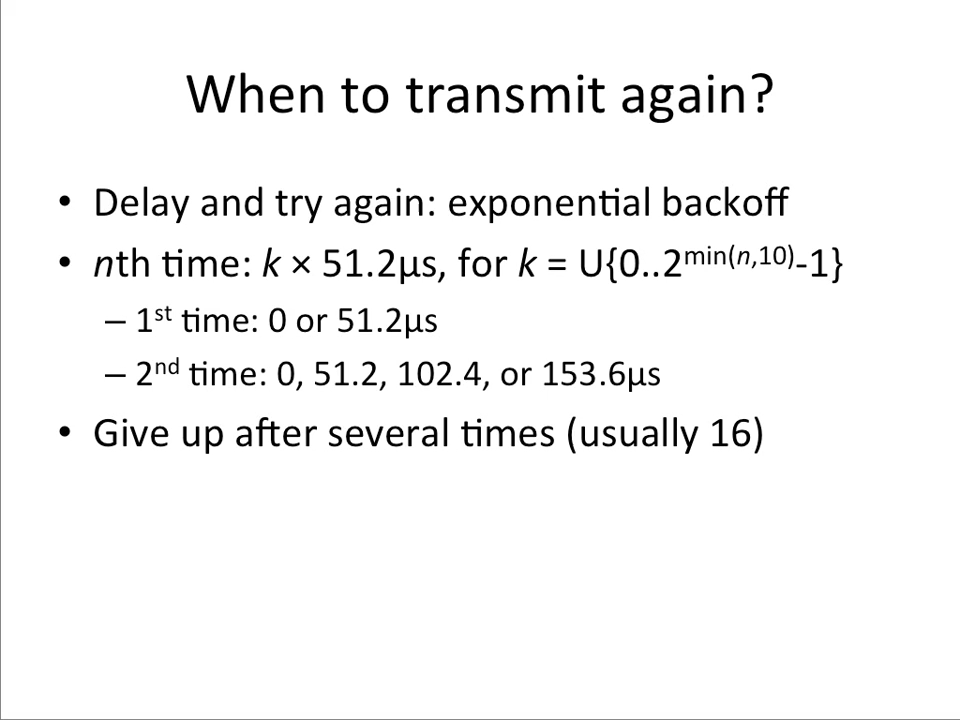 When to transmit again?
• Delay and try again: exponential backoff
• nth time: k × 51.2μs, for k = U{0..2^min(n,10)-1}
– 1st time: 0 or 51.2μs
– 2nd time: 0, 51.2, 102.4, or 153.6μs
• Give up after several times (usually 16)